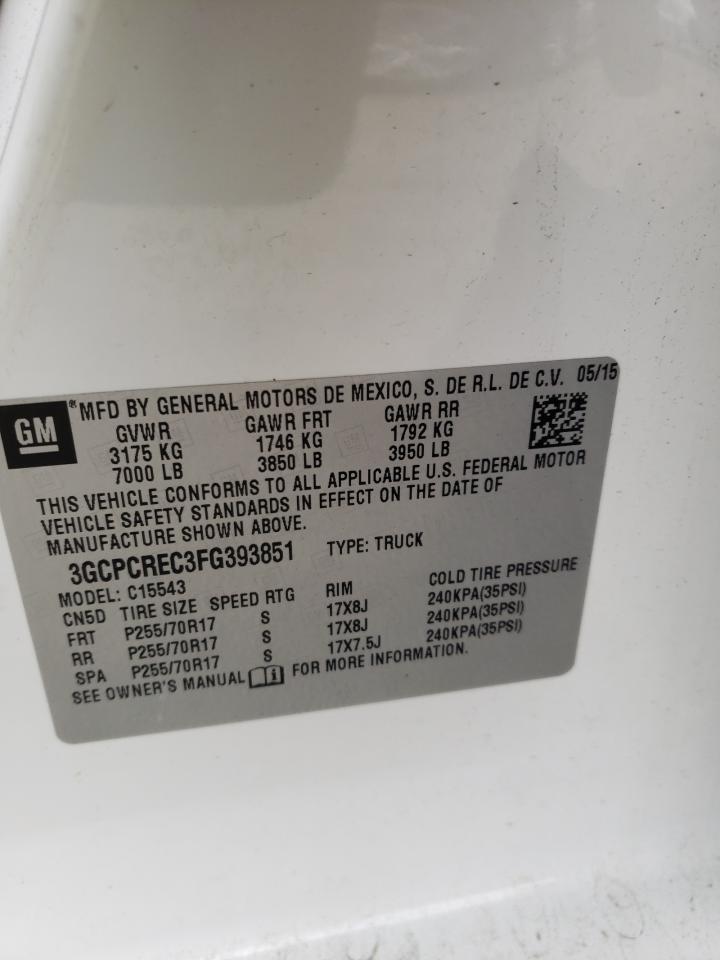 GM
® MFD BY GENERAL MOTORS DE MEXICO, S. DE R.L. DE C.V. 05/15
GVWR GAWR FRT GAWR RR
3175 KG 1746 KG 1792 KG
7000 LB 3850 LB 3950 LB
THIS VEHICLE CONFORMS TO ALL APPLICABLE U.S. FEDERAL MOTOR
VEHICLE SAFETY STANDARDS IN EFFECT ON THE DATE OF
MANUFACTURE SHOWN ABOVE.
3GCPCREC3FG393851 TYPE: TRUCK
MODEL: C15543
CN5D TIRE SIZE SPEED RTG RIM COLD TIRE PRESSURE
FRT P255/70R17 S 17X8J 240KPA(35PSI)
RR P255/70R17 S 17X8J 240KPA(35PSI)
SPA P255/70R17 S 17X7.5J 240KPA(35PSI)
SEE OWNER'S MANUAL FOR MORE INFORMATION.